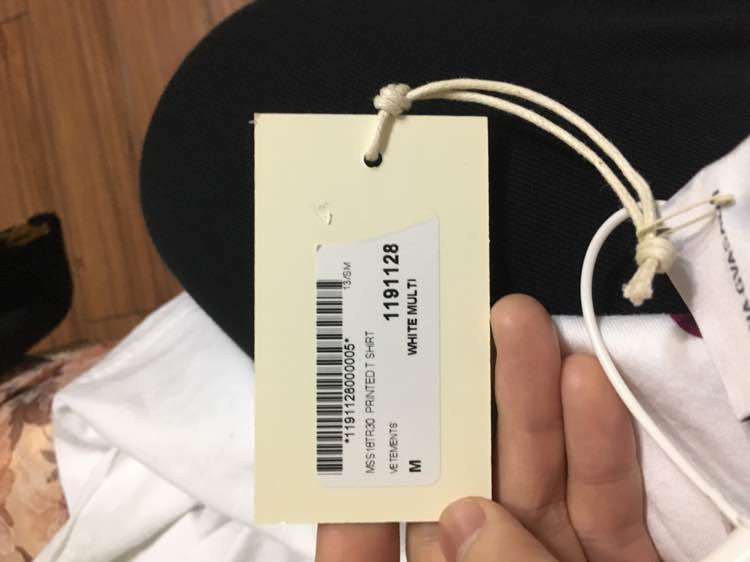 13/SM
*1191128000005*
MSS18TR30 PRINTED T SHIRT
1191128
WHITE MULTI
VETEMENTS
M